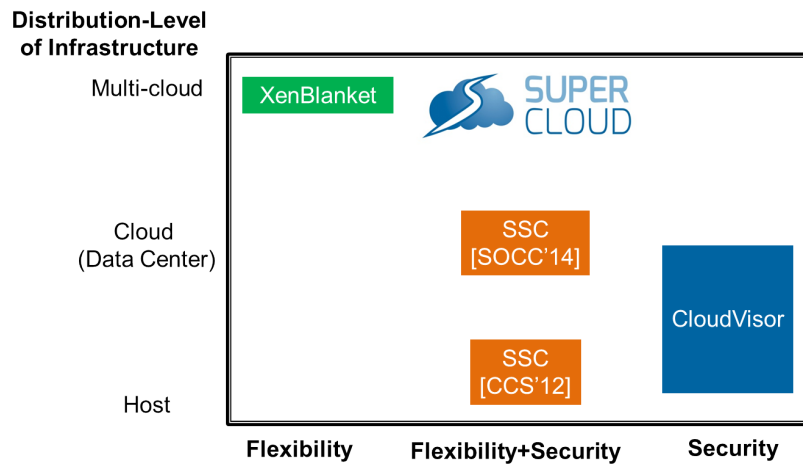 Distribution-Level
of Infrastructure
Multi-cloud
XenBlanket
SUPER
CLOUD
Cloud
(Data Center)
SSC
[SOCC'14]
CloudVisor
SSC
[CCS'12]
Host
Flexibility
Flexibility+Security
Security